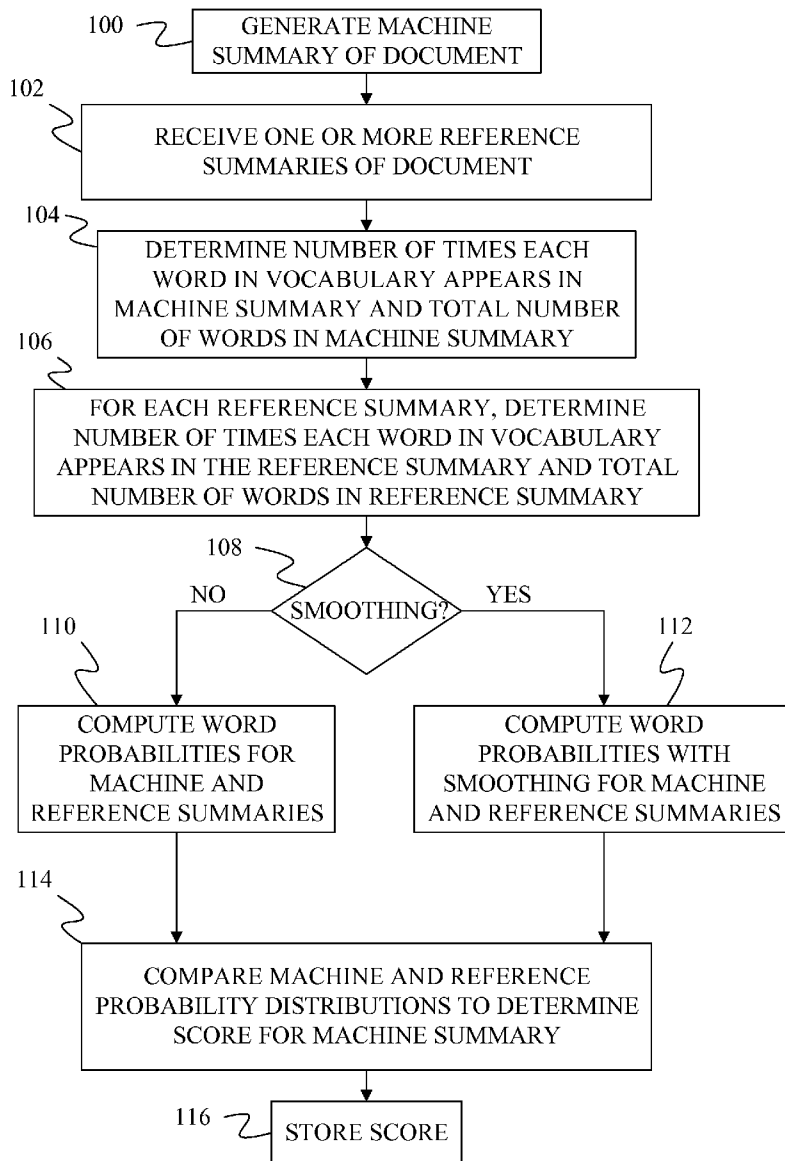 100
GENERATE MACHINE
SUMMARY OF DOCUMENT
102
RECEIVE ONE OR MORE REFERENCE
SUMMARIES OF DOCUMENT
104
DETERMINE NUMBER OF TIMES EACH
WORD IN VOCABULARY APPEARS IN
MACHINE SUMMARY AND TOTAL NUMBER
OF WORDS IN MACHINE SUMMARY
106
FOR EACH REFERENCE SUMMARY, DETERMINE
NUMBER OF TIMES EACH WORD IN VOCABULARY
APPEARS IN THE REFERENCE SUMMARY AND TOTAL
NUMBER OF WORDS IN REFERENCE SUMMARY
108
SMOOTHING?
NO
YES
110
COMPUTE WORD
PROBABILITIES FOR
MACHINE AND
REFERENCE SUMMARIES
112
COMPUTE WORD
PROBABILITIES WITH
SMOOTHING FOR MACHINE
AND REFERENCE SUMMARIES
114
COMPARE MACHINE AND REFERENCE
PROBABILITY DISTRIBUTIONS TO DETERMINE
SCORE FOR MACHINE SUMMARY
116
STORE SCORE